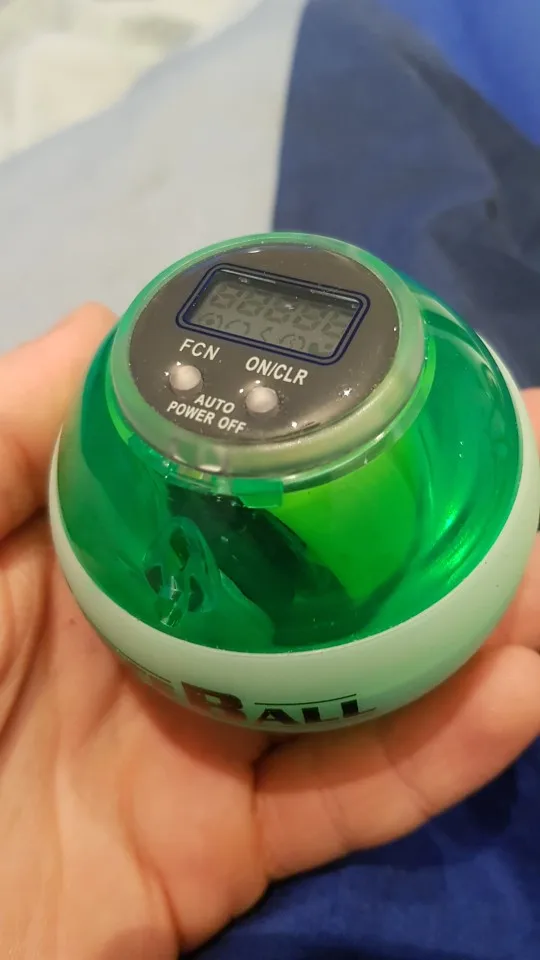 FCN ON/CLR
AUTO
POWER OFF
BALL